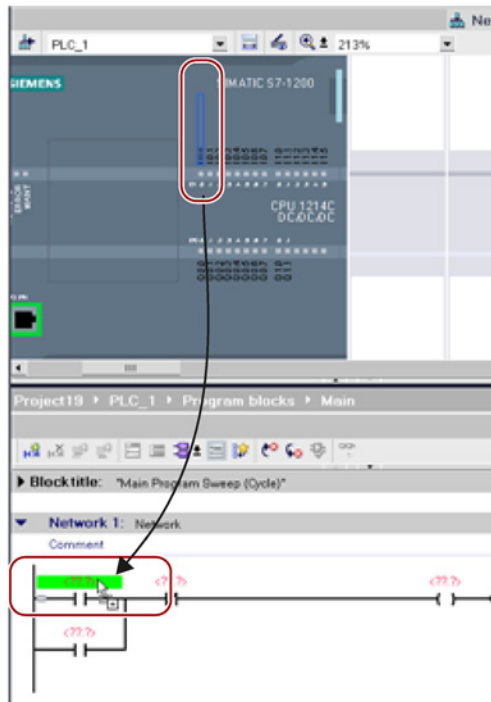 Ne
PLC_1
213%
SIEMENS
SIMATIC S7-1200
CPU 1214C
DC/DC/DC
Project19 PLC_1 Program blocks Main
Block title: "Main Program Sweep (Cycle)"
Network 1: Network
Comment
<??.?> <??.?> <??.?>
<??.?>